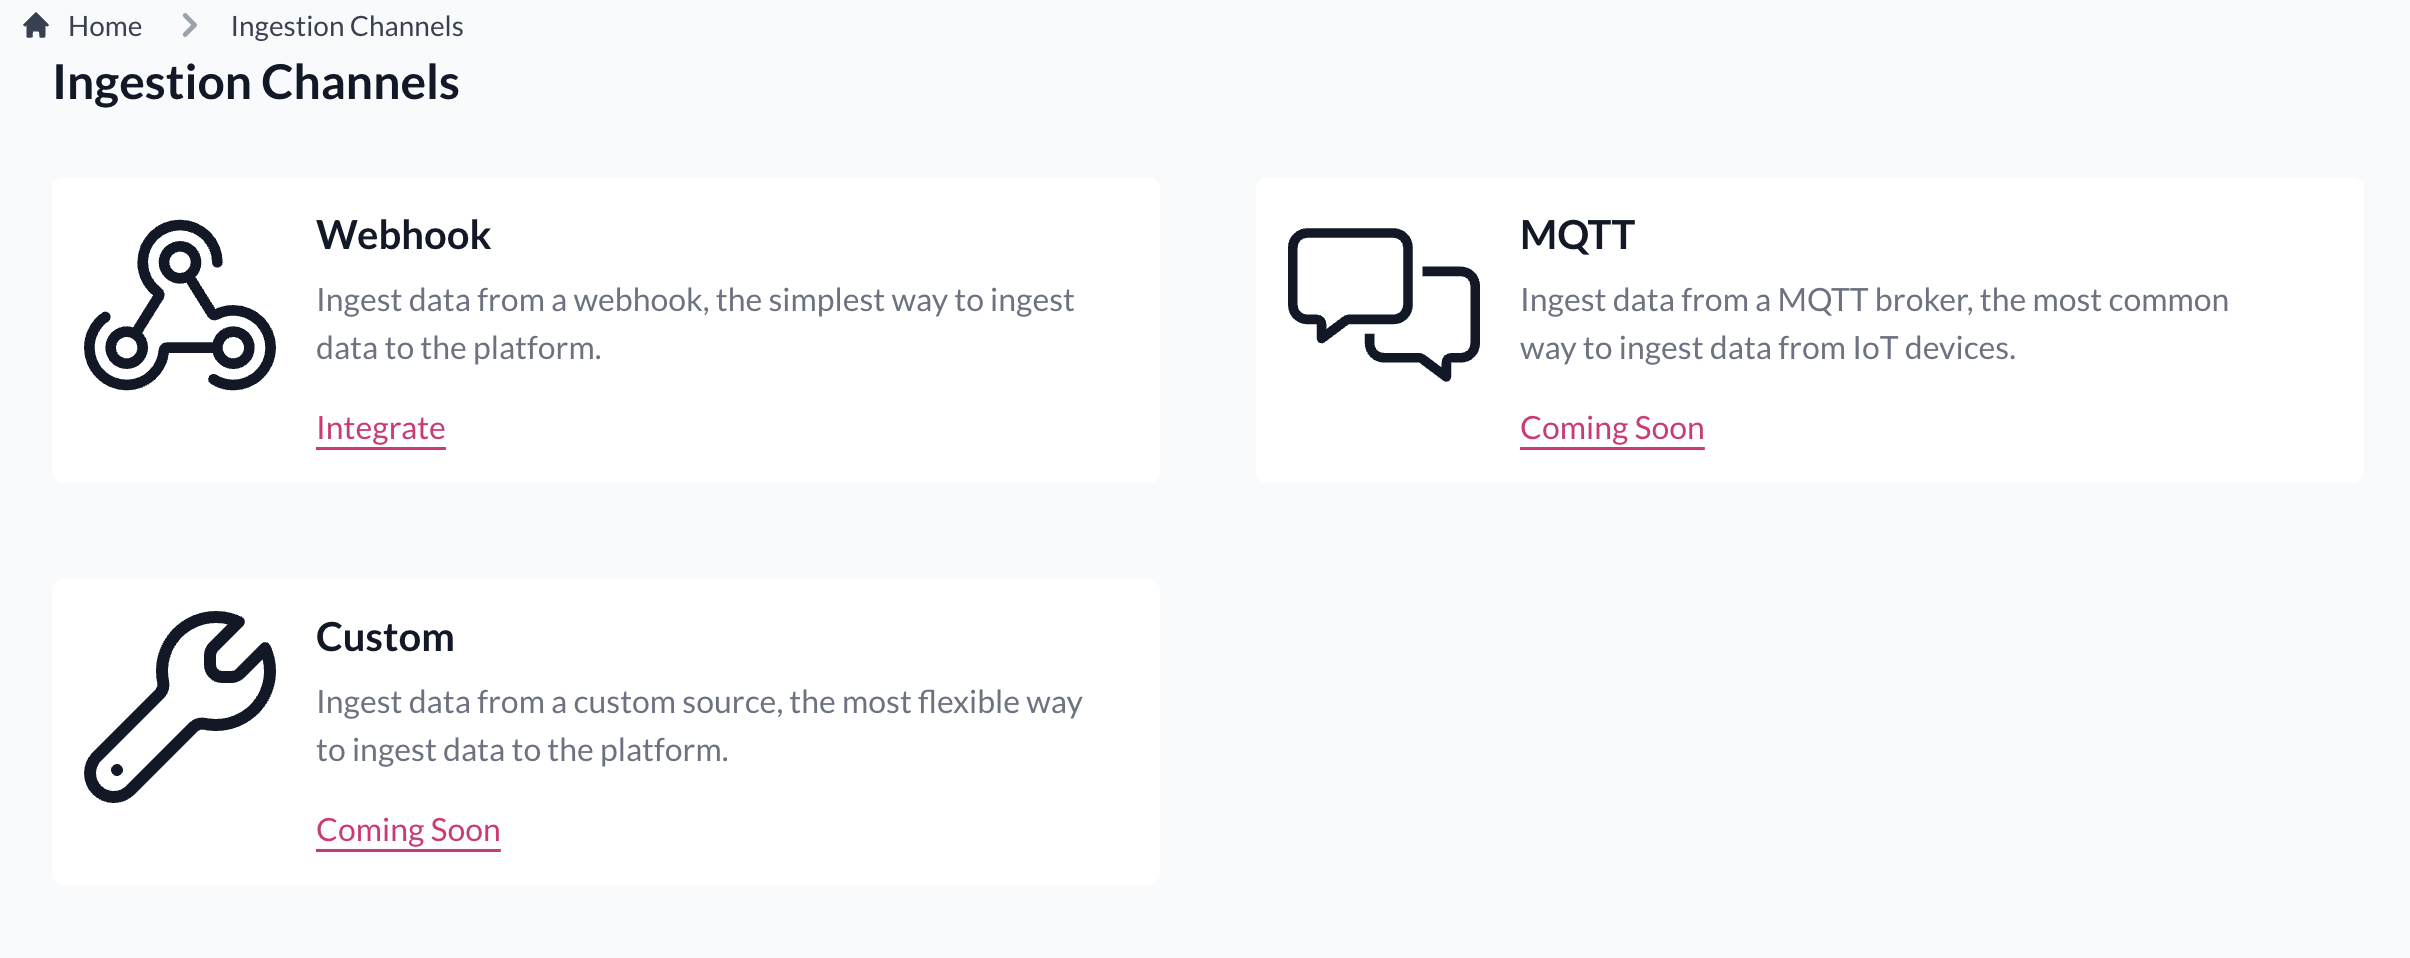 Home
Ingestion Channels
Ingestion Channels
Webhook
Ingest data from a webhook, the simplest way to ingest
data to the platform.
Integrate
MQTT
Ingest data from a MQTT broker, the most common
way to ingest data from IoT devices.
Coming Soon
Custom
Ingest data from a custom source, the most flexible way
to ingest data to the platform.
Coming Soon